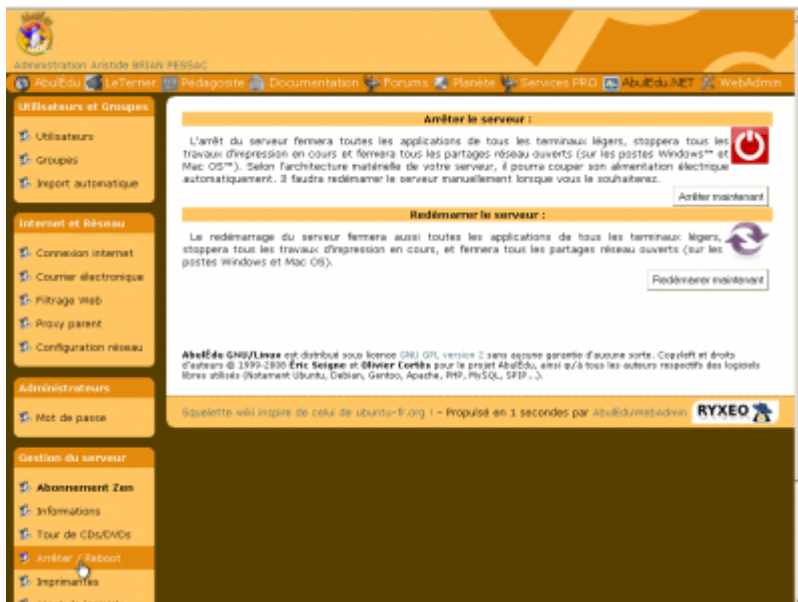 Administration Aristide BRIAN PESSAC
AbulÉdu LeTerrier Pedagosite Documentation Forums Planète Services PRO AbulEdu.NET WebAdmin
Utilisateurs et Groupes
Utilisateurs
Groupes
Import automatique
Internet et Réseau
Connexion internet
Courrier électronique
Filtrage Web
Proxy parent
Configuration réseau
Administrateurs
Mot de passe
Gestion du serveur
Abonnement Zen
Informations
Tour de CDs/DVDs
Arrêter / Reboot
Imprimantes
Arrêter le serveur :
L'arrêt du serveur fermera toutes les applications de tous les terminaux légers, stoppera tous les
travaux d'impression en cours et fermera tous les partages réseau ouverts (sur les postes Windows™ et
Mac OS™). Selon l'architecture matérielle de votre serveur, il pourra couper son alimentation électrique
automatiquement. Il faudra redémarrer le serveur manuellement lorsque vous le souhaiterez.
Arrêter maintenant
Redémarrer le serveur :
Le redémarrage du serveur fermera aussi toutes les applications de tous les terminaux légers,
stoppera tous les travaux d'impression en cours, et fermera tous les partages réseau ouverts (sur les
postes Windows et Mac OS).
Redémarrer maintenant
AbulÉdu GNU/Linux est distribué sous licence GNU GPL version 2 sans aucune garantie d'aucune sorte. Copyleft et droits
d'auteurs © 1999-2008 Éric Seigne et Olivier Cortès pour le projet AbulÉdu, ainsi qu'à tous les auteurs respectifs des logiciels
libres utilisés (Notament Ubuntu, Debian, Gentoo, Apache, PHP, MySQL, SPIP...).
Squelette wiki inspire de celui de ubuntu-fr.org ! - Propulsé en 1 secondes par AbulEduWebAdmin RYXEO